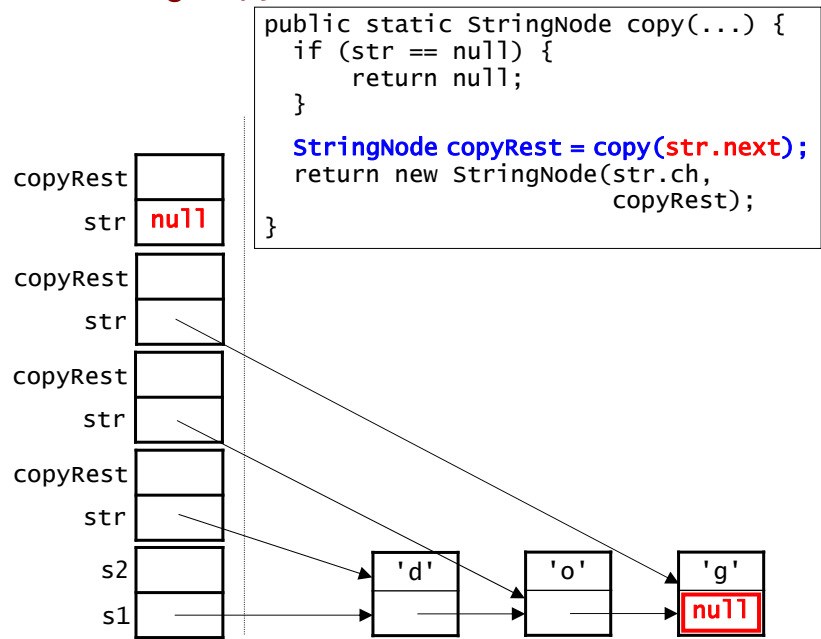 public static StringNode copy(...) {
if (str == null) {
return null;
}
StringNode copyRest = copy(str.next);
return new StringNode(str.ch,
copyRest);
}
copyRest
str null
copyRest
str
copyRest
str
copyRest
str
s2
s1
'd' 'o' 'g'
null